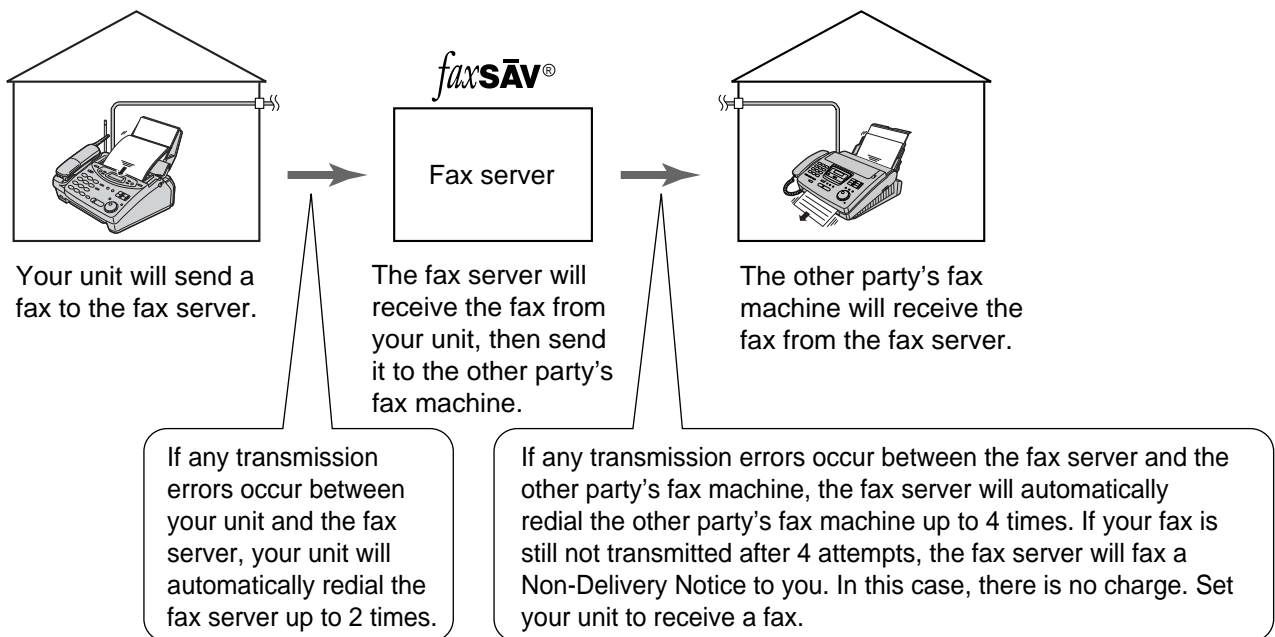 faxSĀV®
Fax server
Your unit will send a
fax to the fax server.
The fax server will
receive the fax from
your unit, then send
it to the other party's
fax machine.
The other party's fax
machine will receive the
fax from the fax server.
If any transmission
errors occur between
your unit and the fax
server, your unit will
automatically redial the
fax server up to 2 times.
If any transmission errors occur between the fax server and the
other party's fax machine, the fax server will automatically
redial the other party's fax machine up to 4 times. If your fax is
still not transmitted after 4 attempts, the fax server will fax a
Non-Delivery Notice to you. In this case, there is no charge. Set
your unit to receive a fax.